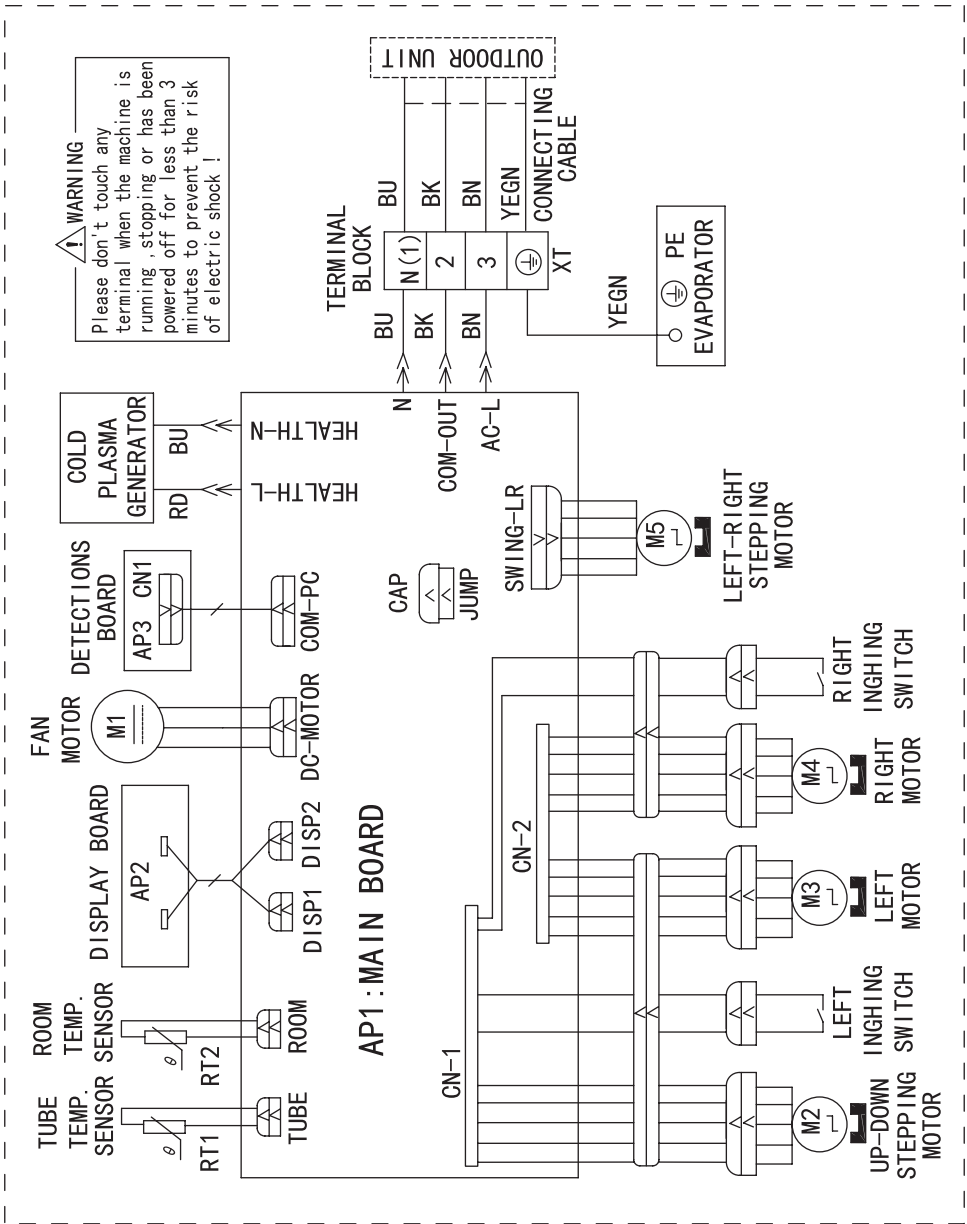 WARNING
Please don't touch any
terminal when the machine is
running ,stopping or has been
powered off for less than 3
minutes to prevent the risk
of electric shock !
TUBE
TEMP.
SENSOR
RT1
θ
TUBE
ROOM
TEMP.
SENSOR
RT2
θ
ROOM
DISPLAY BOARD
AP2
DISP1
DISP2
FAN
MOTOR
M1
DC-MOTOR
DETECTIONS
BOARD
AP3 CN1
COM-PC
COLD
PLASMA
GENERATOR
RD
BU
HEALTH-L
HEALTH-N
AP1:MAIN BOARD
CAP
JUMP
N
COM-OUT
AC-L
BU
BK
BN
TERMINAL
BLOCK
N(1)
2
3
XT
BU
BK
BN
YEGN
OUTDOOR UNIT
CONNECTING
CABLE
YEGN
PE
EVAPORATOR
SWING-LR
M5
LEFT-RIGHT
STEPPING
MOTOR
CN-1
CN-2
M2
UP-DOWN
STEPPING
MOTOR
LEFT
INGHING
SWITCH
M3
LEFT
MOTOR
M4
RIGHT
MOTOR
RIGHT
INGHING
SWITCH